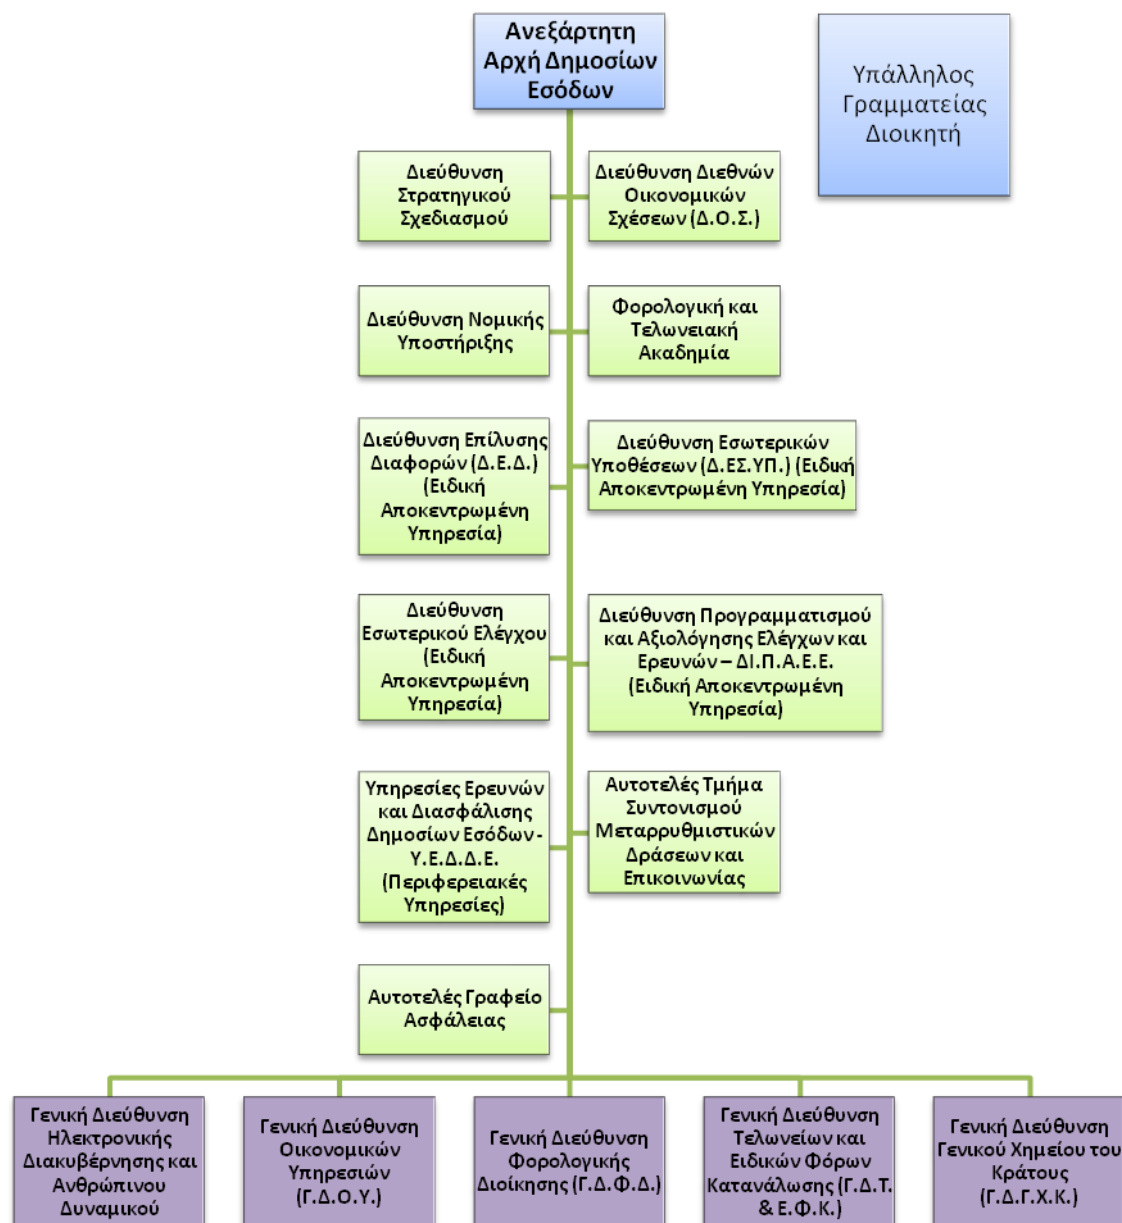 Ανεξάρτητη
Αρχή Δημοσίων
Εσόδων
Υπάλληλος
Γραμματείας
Διοικητή
Διεύθυνση
Στρατηγικού
Σχεδιασμού
Διεύθυνση Διεθνών
Οικονομικών
Σχέσεων (Δ.Ο.Σ.)
Διεύθυνση Νομικής
Υποστήριξης
Φορολογική και
Τελωνειακή
Ακαδημία
Διεύθυνση Επίλυσης
Διαφορών (Δ.Ε.Δ.)
(Ειδική
Αποκεντρωμένη
Υπηρεσία)
Διεύθυνση Εσωτερικών
Υποθέσεων (Δ.ΕΣ.ΥΠ.) (Ειδική
Αποκεντρωμένη Υπηρεσία)
Διεύθυνση
Εσωτερικού Ελέγχου
(Ειδική
Αποκεντρωμένη
Υπηρεσία)
Διεύθυνση Προγραμματισμού
και Αξιολόγησης Ελέγχων και
Ερευνών – ΔΙ.Π.Α.Ε.Ε.
(Ειδική Αποκεντρωμένη
Υπηρεσία)
Υπηρεσίες Ερευνών
και Διασφάλισης
Δημοσίων Εσόδων -
Υ.Ε.Δ.Δ.Ε.
(Περιφερειακές
Υπηρεσίες)
Αυτοτελές Τμήμα
Συντονισμού
Μεταρρυθμιστικών
Δράσεων και
Επικοινωνίας
Αυτοτελές Γραφείο
Ασφάλειας
Γενική Διεύθυνση
Ηλεκτρονικής
Διακυβέρνησης και
Ανθρώπινου
Δυναμικού
Γενική Διεύθυνση
Οικονομικών
Υπηρεσιών
(Γ.Δ.Ο.Υ.)
Γενική Διεύθυνση
Φορολογικής
Διοίκησης (Γ.Δ.Φ.Δ.)
Γενική Διεύθυνση
Τελωνείων και
Ειδικών Φόρων
Κατανάλωσης (Γ.Δ.Τ.
& Ε.Φ.Κ.)
Γενική Διεύθυνση
Γενικού Χημείου του
Κράτους
(Γ.Δ.Γ.Χ.Κ.)